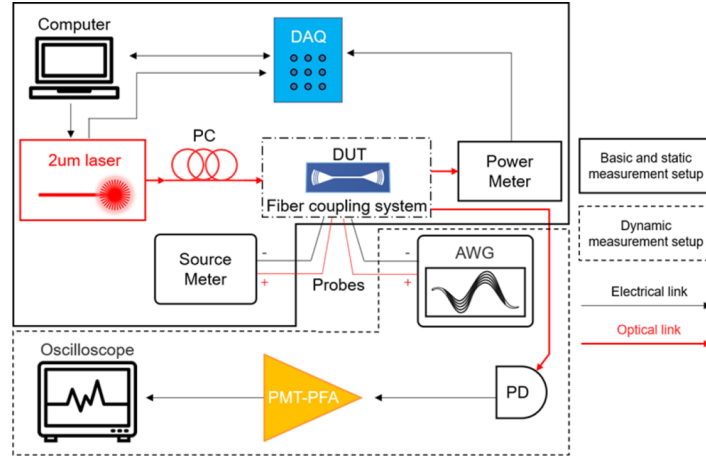 Computer
DAQ
PC
2um laser
DUT
Fiber coupling system
Power
Meter
Basic and static
measurement setup
Dynamic
measurement setup
Source
Meter
-
+
Probes
-
+
AWG
Electrical link
Optical link
Oscilloscope
PMT-PFA
PD